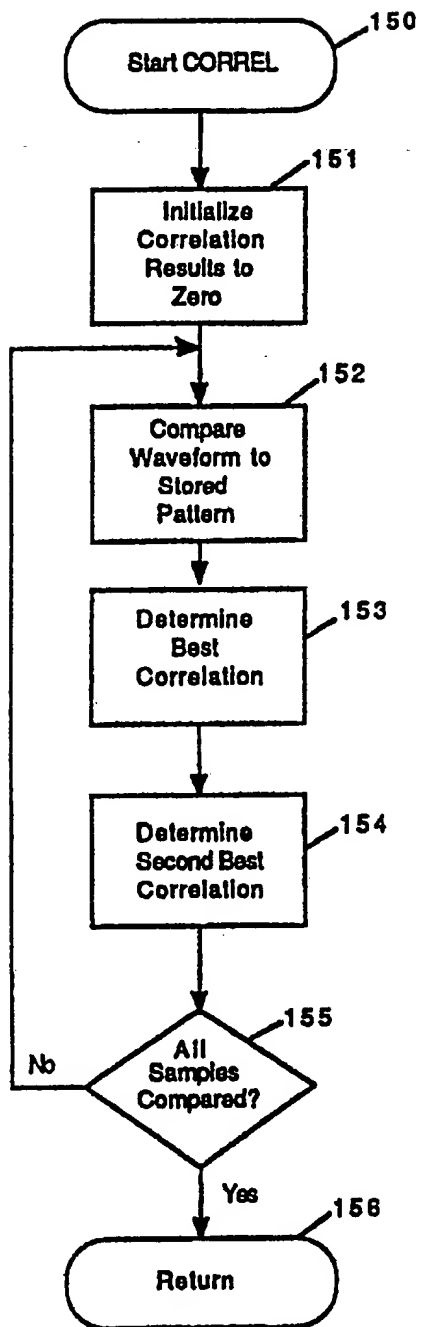 150
Start CORREL
151
Initialize
Correlation
Results to
Zero
152
Compare
Waveform to
Stored
Pattern
153
Determine
Best
Correlation
154
Determine
Second Best
Correlation
155
All
Samples
Compared?
No
Yes
156
Return